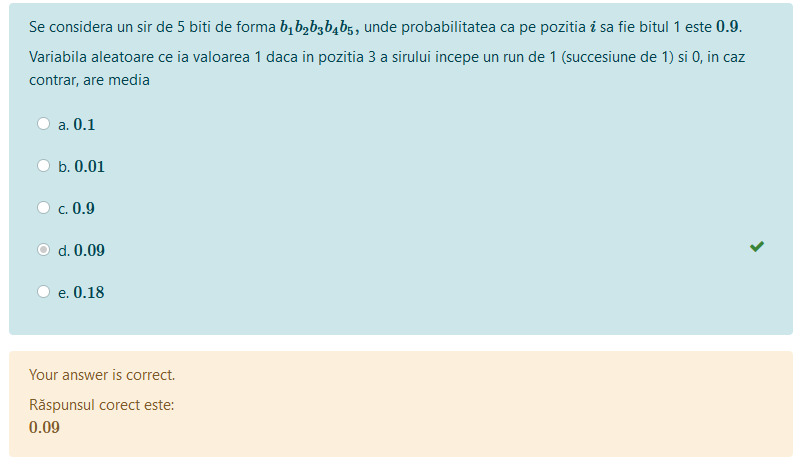 Se considera un sir de 5 biti de forma b₁b₂b₃b₄b₅, unde probabilitatea ca pe pozitia i sa fie bitul 1 este 0.9.
Variabila aleatoare ce ia valoarea 1 daca in pozitia 3 a sirului incepe un run de 1 (succesiune de 1) si 0, in caz
contrar, are media
a. 0.1
b. 0.01
c. 0.9
d. 0.09
e. 0.18
Your answer is correct.
Răspunsul corect este:
0.09